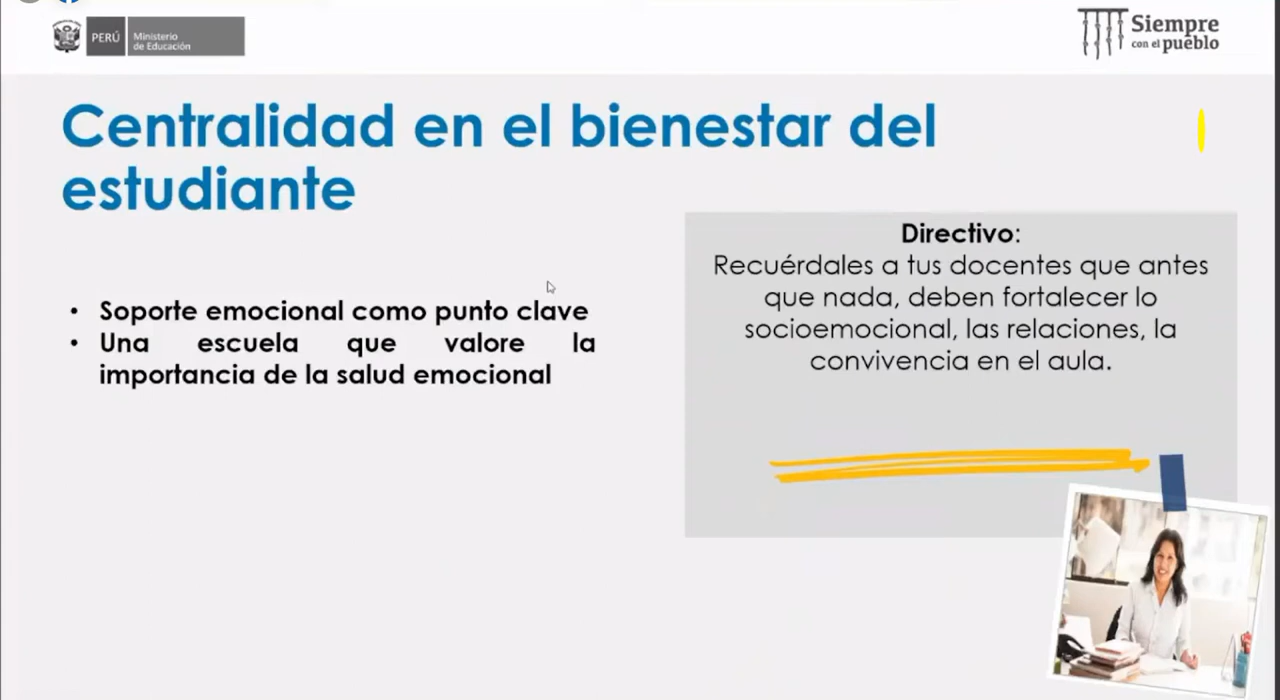 PERÚ
Ministerio
de Educación
Siempre
con el pueblo
Centralidad en el bienestar del
estudiante
• Soporte emocional como punto clave
• Una escuela que valore la
importancia de la salud emocional
Directivo:
Recuérdales a tus docentes que antes
que nada, deben fortalecer lo
socioemocional, las relaciones, la
convivencia en el aula.